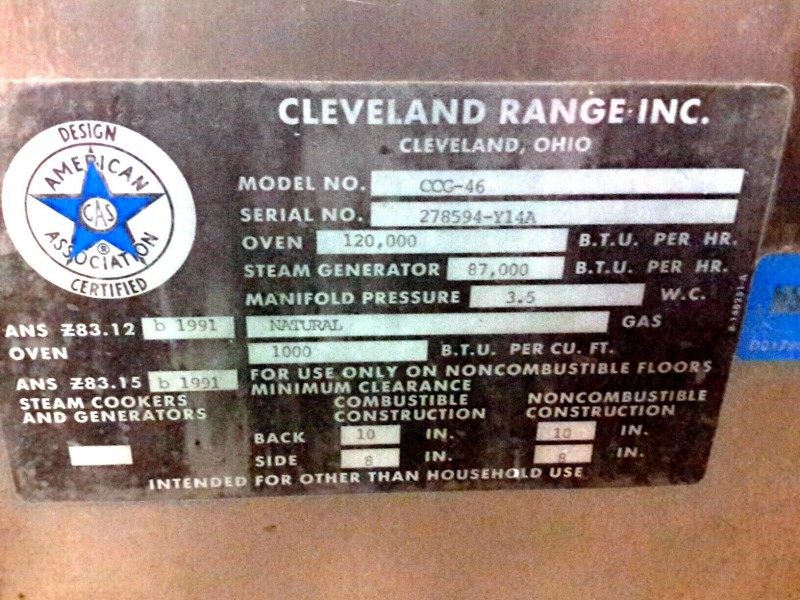 CLEVELAND RANGE INC.
CLEVELAND, OHIO
DESIGN
AMERICAN
GAS
®
ASSOCIATION
CERTIFIED
MODEL NO. CCG-46
SERIAL NO. 278594-Y14A
OVEN 120,000 B.T.U. PER HR.
STEAM GENERATOR 87,000 B.T.U. PER HR.
MANIFOLD PRESSURE 3.5 W.C.
ANS Z83.12 b 1991 NATURAL GAS
OVEN 1000 B.T.U. PER CU. FT.
ANS Z83.15 b 1991 FOR USE ONLY ON NONCOMBUSTIBLE FLOORS
STEAM COOKERS
AND GENERATORS
MINIMUM CLEARANCE
COMBUSTIBLE NONCOMBUSTIBLE
CONSTRUCTION CONSTRUCTION
BACK 10 IN. 10 IN.
SIDE 8 IN. 8 IN.
INTENDED FOR OTHER THAN HOUSEHOLD USE